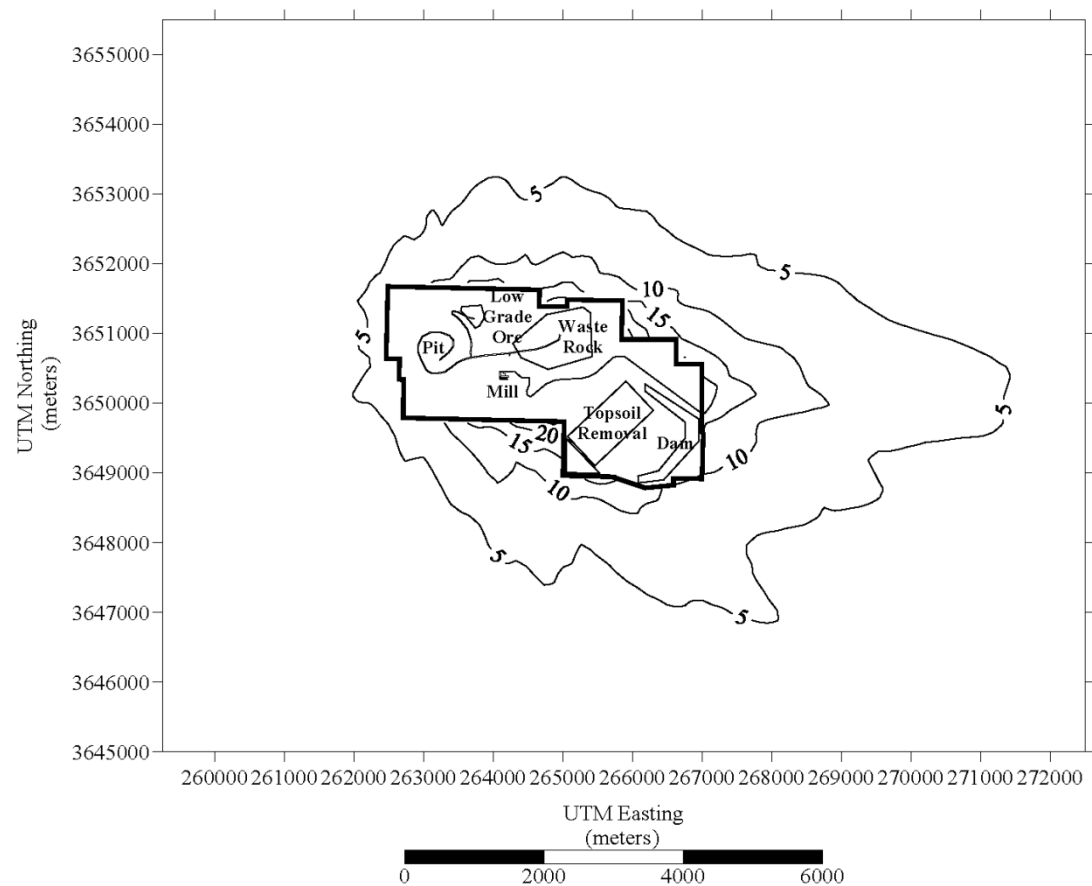 3655000
3654000
3653000
3652000
3651000
3650000
3649000
3648000
3647000
3646000
3645000
UTM Northing
(meters)
5
5
10
15
Low
Grade
Ore
Waste
Rock
Pit
5
Mill
Topsoil
Removal
Dam
20
15
10
10
5
5
5
260000 261000 262000 263000 264000 265000 266000 267000 268000 269000 270000 271000 272000
UTM Easting
(meters)
0 2000 4000 6000